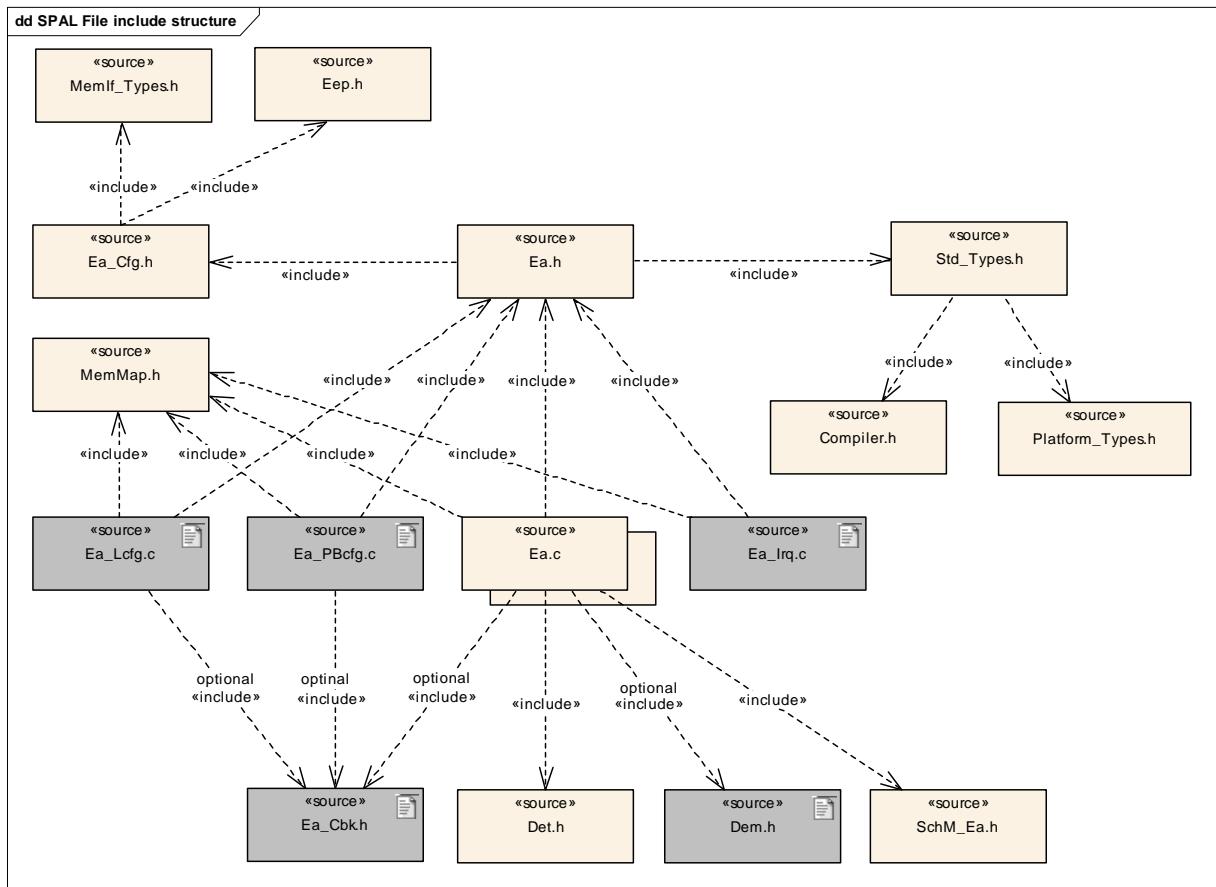 dd SPAL File include structure
«source»
MemIf_Types.h
«source»
Eep.h
«include»
«include»
«source»
Ea_Cfg.h
«source»
Ea.h
«source»
Std_Types.h
«include»
«include»
«source»
MemMap.h
«include»
«include»
«include»
«include»
«include»
«include»
«source»
Compiler.h
«source»
Platform_Types.h
«include»
«include»
«include»
«include»
«source»
Ea_Lcfg.c
«source»
Ea_PBcfg.c
«source»
Ea.c
«source»
Ea_Irq.c
optional
«include»
optinal
«include»
optional
«include»
«include»
optional
«include»
«include»
«source»
Ea_Cbk.h
«source»
Det.h
«source»
Dem.h
«source»
SchM_Ea.h